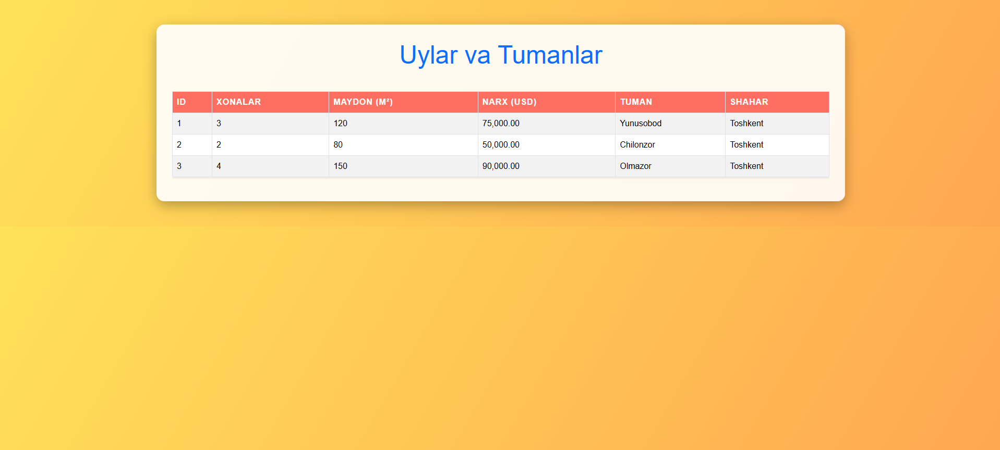 Uylar va Tumanlar
ID XONALAR MAYDON (M²) NARX (USD) TUMAN SHAHAR
1 3 120 75,000.00 Yunusobod Toshkent
2 2 80 50,000.00 Chilonzor Toshkent
3 4 150 90,000.00 Olmazor Toshkent